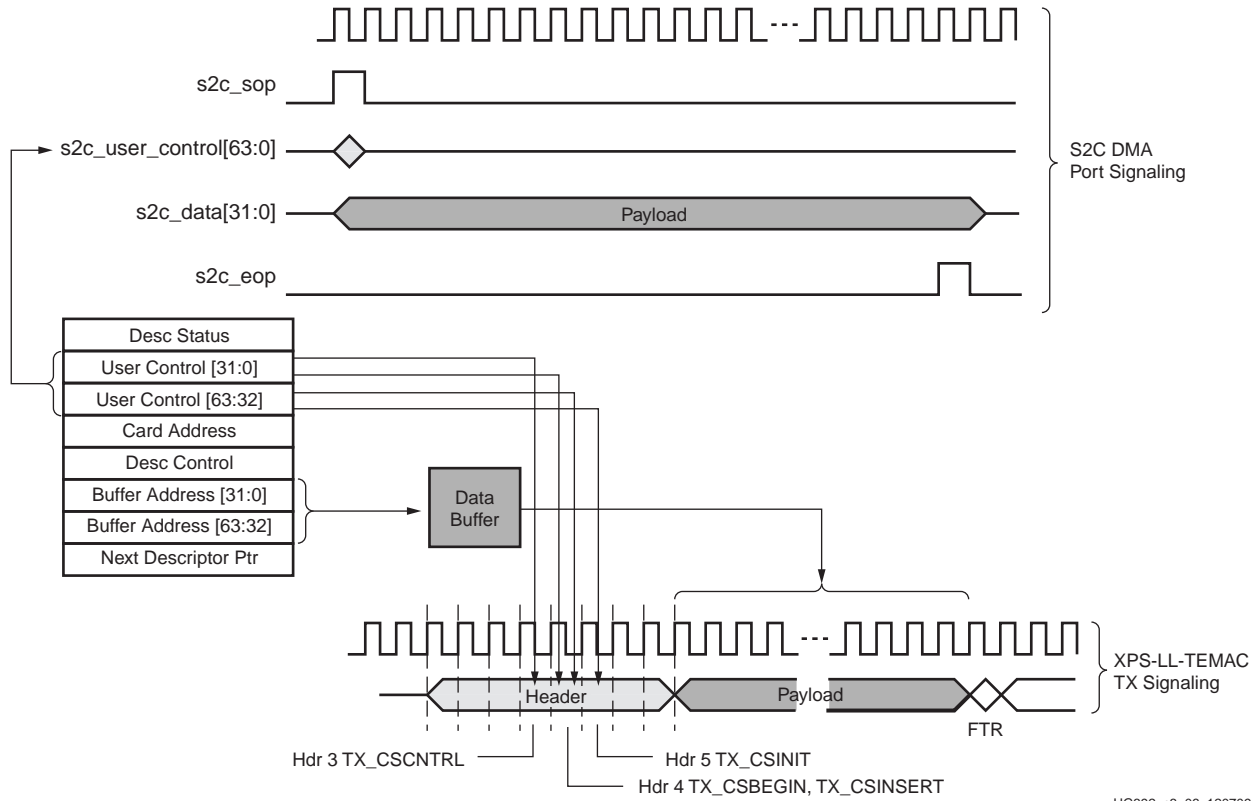 s2c_sop
s2c_user_control[63:0]
s2c_data[31:0]
Payload
s2c_eop
S2C DMA
Port Signaling
Desc Status
User Control [31:0]
User Control [63:32]
Card Address
Desc Control
Buffer Address [31:0]
Buffer Address [63:32]
Next Descriptor Ptr
Data
Buffer
Header
Payload
FTR
XPS-LL-TEMAC
TX Signaling
Hdr 3 TX_CSCNTRL
Hdr 5 TX_CSINIT
Hdr 4 TX_CSBEGIN, TX_CSINSERT